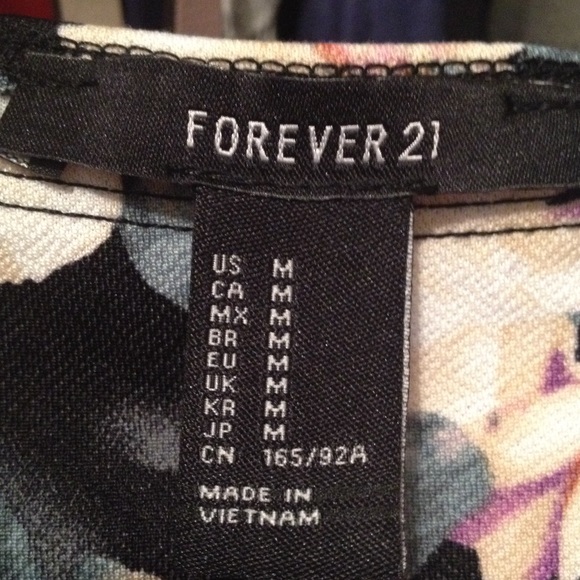 FOREVER 21
US M
CA M
MX M
BR M
EU M
UK M
KR M
JP M
CN 165/92A
MADE IN
VIETNAM